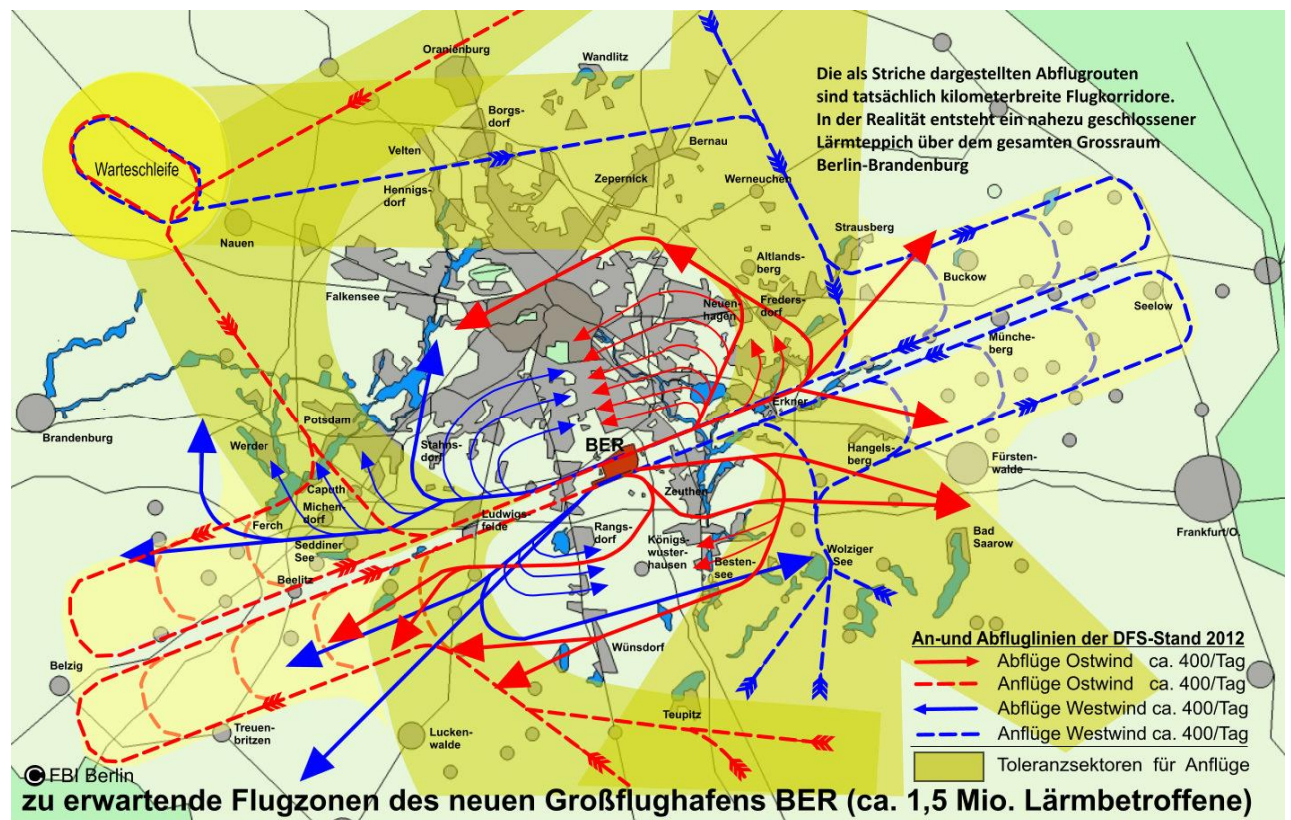 Oranienburg
Wandlitz
Die als Striche dargestellten Abflugrouten
sind tatsächlich kilometerbreite Flugkorridore.
In der Realität entsteht ein nahezu geschlossener
Lärmteppich über dem gesamten Grossraum
Berlin-Brandenburg
Borgs-
dorf
Velten
Bernau
Warteschleife
Hennigs-
dorf
Zepernick
Werneuchen
Nauen
Strausberg
Altlands-
berg
Buckow
Falkensee
Neuen-
hagen
Freders-
dorf
Seelow
Münche-
berg
Erkner
Brandenburg
Potsdam
Werder
Stahns-
dorf
BER
Hangels-
berg
Fürsten-
walde
Caputh
Michen-
dorf
Zeuthen
Ferch
Ludwigs-
felde
Rangs-
dorf
Seddiner
See
Königs-
wuster-
hausen
Besten-
see
Wolziger
See
Bad
Saarow
Frankfurt/O.
Beelitz
Belzig
Wünsdorf
Treuen-
britzen
Lucken-
walde
Teupitz
An-und Abfluglinien der DFS-Stand 2012
Abflüge Ostwind ca. 400/Tag
Anflüge Ostwind ca. 400/Tag
Abflüge Westwind ca. 400/Tag
Anflüge Westwind ca. 400/Tag
Toleranzsektoren für Anflüge
© FBI Berlin
zu erwartende Flugzonen des neuen Großflughafens BER (ca. 1,5 Mio. Lärmbetroffene)